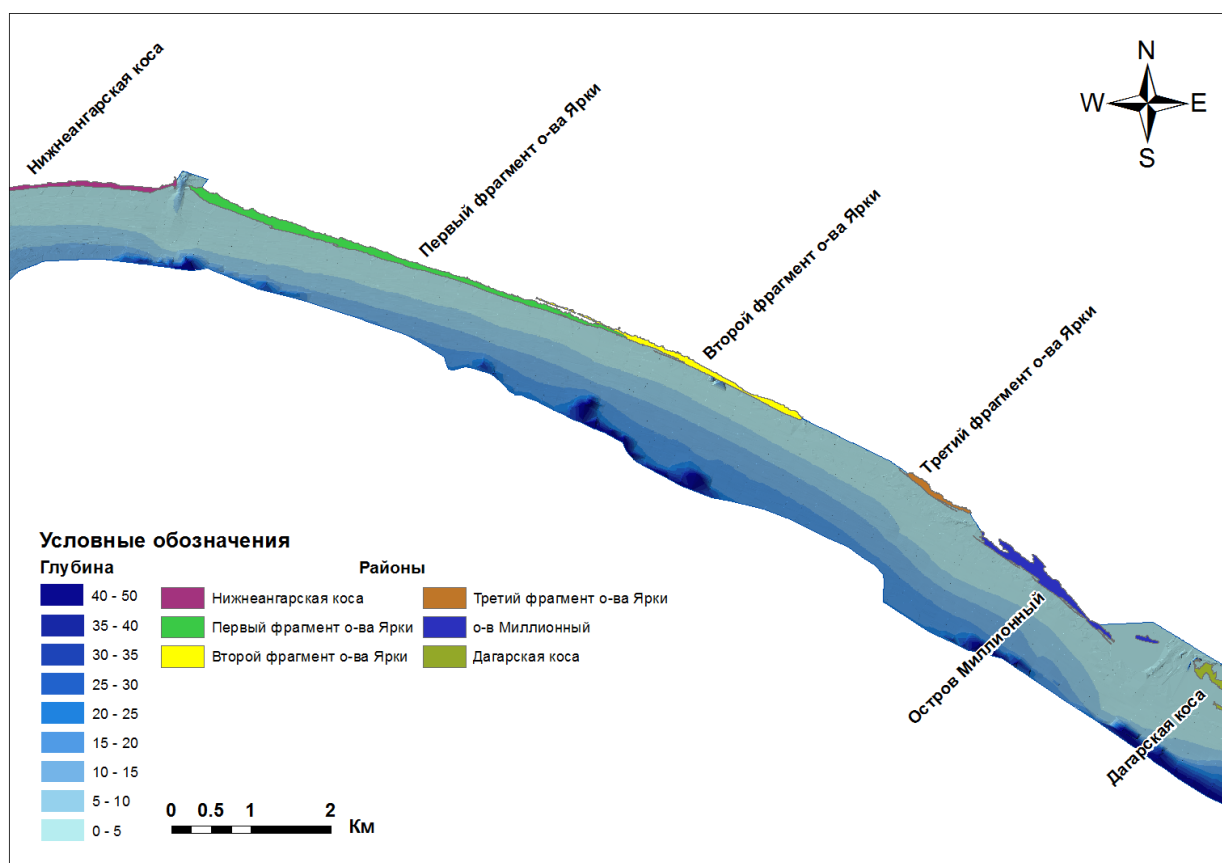 Нижнеангарская коса
Первый фрагмент о-ва Ярки
Второй фрагмент о-ва Ярки
Третий фрагмент о-ва Ярки
Остров Миллионный
Дагарская коса
N
W
E
S
Условные обозначения
Глубина
40 - 50
35 - 40
30 - 35
25 - 30
20 - 25
15 - 20
10 - 15
5 - 10
0 - 5
Районы
Нижнеангарская коса
Первый фрагмент о-ва Ярки
Второй фрагмент о-ва Ярки
Третий фрагмент о-ва Ярки
о-в Миллионный
Дагарская коса
0 0.5 1 2
Км